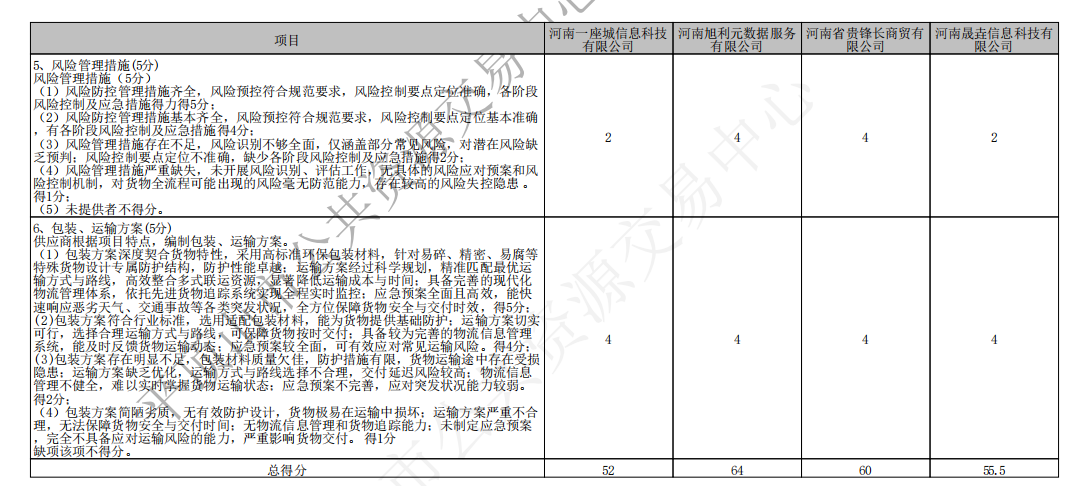 项目
河南一座城信息科技有限公司
河南旭利元数据服务有限公司
河南省贵锋长商贸有限公司
河南晟垚信息科技有限公司
5、风险管理措施(5分)
风险管理措施（5分）
（1）风险防控管理措施齐全，风险预控符合规范要求，风险控制要点定位准确，各阶段
风险控制及应急措施得力得5分；
（2）风险防控管理措施基本齐全，风险预控符合规范要求，风险控制要点定位基本准确
，有各阶段风险控制及应急措施得4分；
（3）风险管理措施存在不足，风险识别不够全面，仅涵盖部分常见风险，对潜在风险缺
乏预判；风险控制要点定位不准确，缺少各阶段风险控制及应急措施得2分；
（4）风险管理措施严重缺失，未开展风险识别、评估工作，无具体的风险应对预案和风
险控制机制，对货物全流程可能出现的风险毫无防范能力，存在较高的风险失控隐患 。
得1分；
（5）未提供者不得分。
2 4 4 2
6、包装、运输方案(5分)
供应商根据项目特点，编制包装、运输方案。
（1）包装方案深度契合货物特性，采用高标准环保包装材料，针对易碎、精密、易腐等
特殊货物设计专属防护结构，防护性能卓越；运输方案经过科学规划，精准匹配最优运
输方式与路线，高效整合多式联运资源，显著降低运输成本与时间；具备完善的现代化
物流管理体系，依托先进货物追踪系统实现全程实时监控；应急预案全面且高效，能快
速响应恶劣天气、交通事故等各类突发状况，全方位保障货物安全与交付时效，得5分；
(2)包装方案符合行业标准，选用适配包装材料，能为货物提供基础防护；运输方案切实
可行，选择合理运输方式与路线，可保障货物按时交付；具备较为完善的物流信息管理
系统，能及时反馈货物运输动态；应急预案较全面，可有效应对常见运输风险。得4分；
(3)包装方案存在明显不足，包装材料质量欠佳，防护措施有限，货物运输途中存在受损
隐患；运输方案缺乏优化，运输方式与路线选择不合理，交付延迟风险较高；物流信息
管理不健全，难以实时掌握货物运输状态；应急预案不完善，应对突发状况能力较弱。
得2分；
（4）包装方案简陋劣质，无有效防护设计，货物极易在运输中损坏；运输方案严重不合
理，无法保障货物安全与交付时间；无物流信息管理和货物追踪能力；未制定应急预案
，完全不具备应对运输风险的能力，严重影响货物交付。 得1分
缺项该项不得分。
4 4 4 4
总得分 52 64 60 55.5